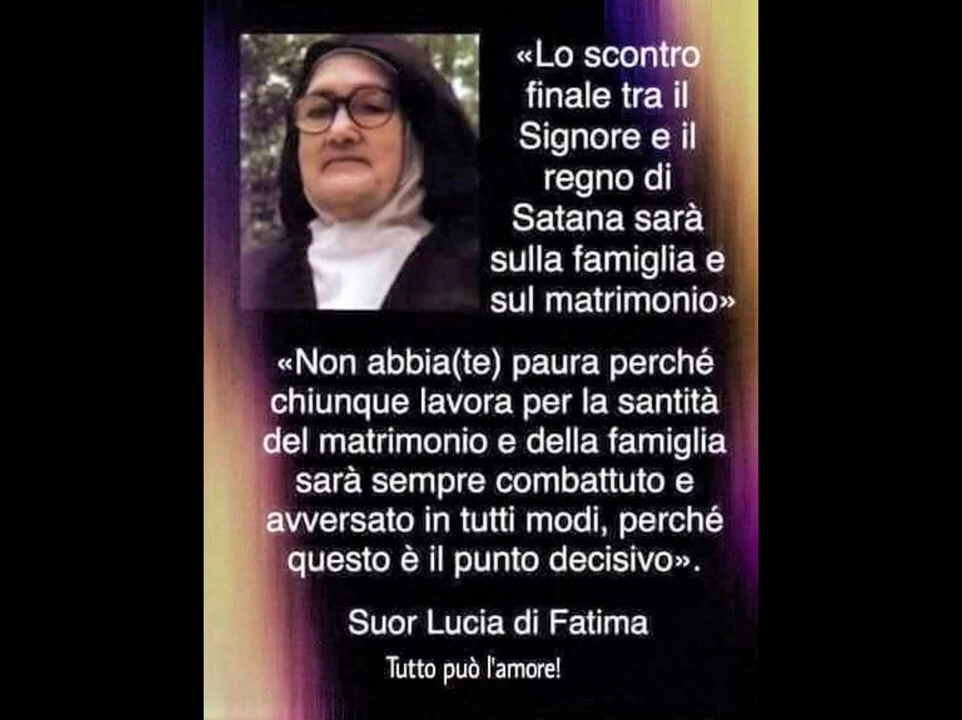 «Lo scontro
finale tra il
Signore e il
regno di
Satana sarà
sulla famiglia e
sul matrimonio»
«Non abbia(te) paura perché
chiunque lavora per la santità
del matrimonio e della famiglia
sarà sempre combattuto e
avversato in tutti modi, perché
questo è il punto decisivo».
Suor Lucia di Fatima
Tutto può l'amore!